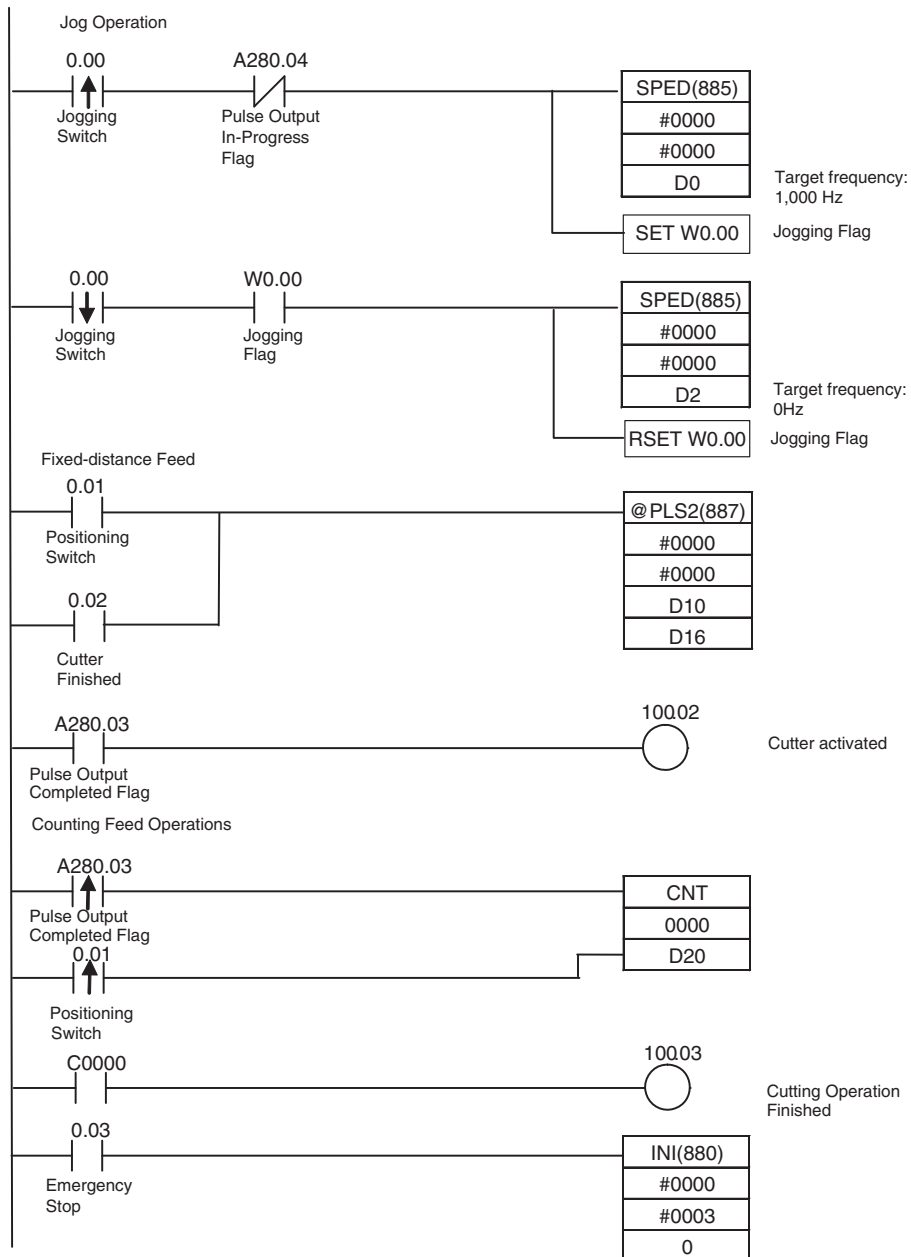 Jog Operation
0.00
A280.04
Jogging
Switch
Pulse Output
In-Progress
Flag
SPED(885)
#0000
#0000
D0
Target frequency:
1,000 Hz
SET W0.00
Jogging Flag
0.00
W0.00
Jogging
Switch
Jogging
Flag
SPED(885)
#0000
#0000
D2
Target frequency:
0Hz
RSET W0.00
Jogging Flag
Fixed-distance Feed
0.01
Positioning
Switch
@PLS2(887)
#0000
#0000
D10
D16
0.02
Cutter
Finished
A280.03
Pulse Output
Completed Flag
100.02
Cutter activated
Counting Feed Operations
A280.03
Pulse Output
Completed Flag
CNT
0000
D20
0.01
Positioning
Switch
C0000
100.03
Cutting Operation
Finished
0.03
Emergency
Stop
INI(880)
#0000
#0003
0